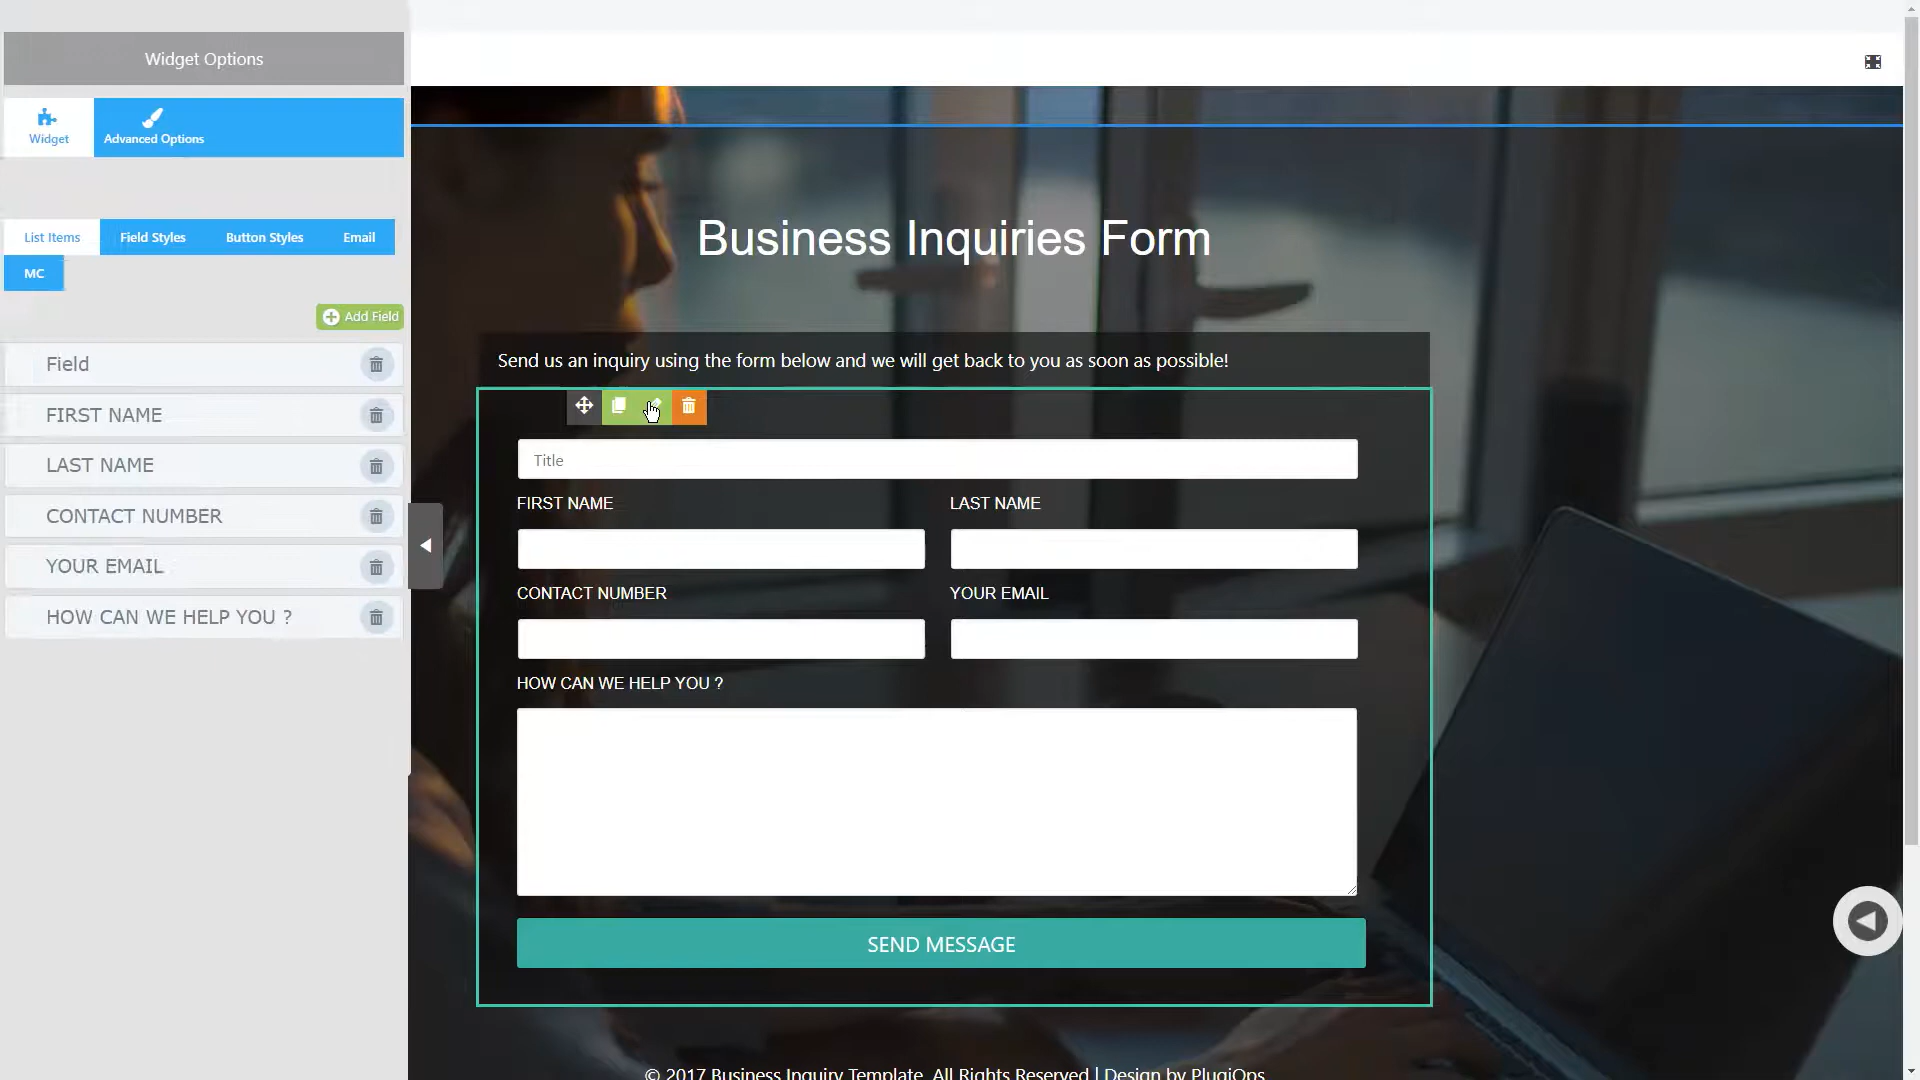 Widget Options
Widget
Advanced Options
List Items
Field Styles
Button Styles
Email
MC
Add Field
Field
FIRST NAME
LAST NAME
CONTACT NUMBER
YOUR EMAIL
HOW CAN WE HELP YOU ?
Business Inquiries Form
Send us an inquiry using the form below and we will get back to you as soon as possible!
Title
FIRST NAME
LAST NAME
CONTACT NUMBER
YOUR EMAIL
HOW CAN WE HELP YOU ?
SEND MESSAGE
© 2017 Business Inquiry Template. All Rights Reserved | Design by PlugiOps